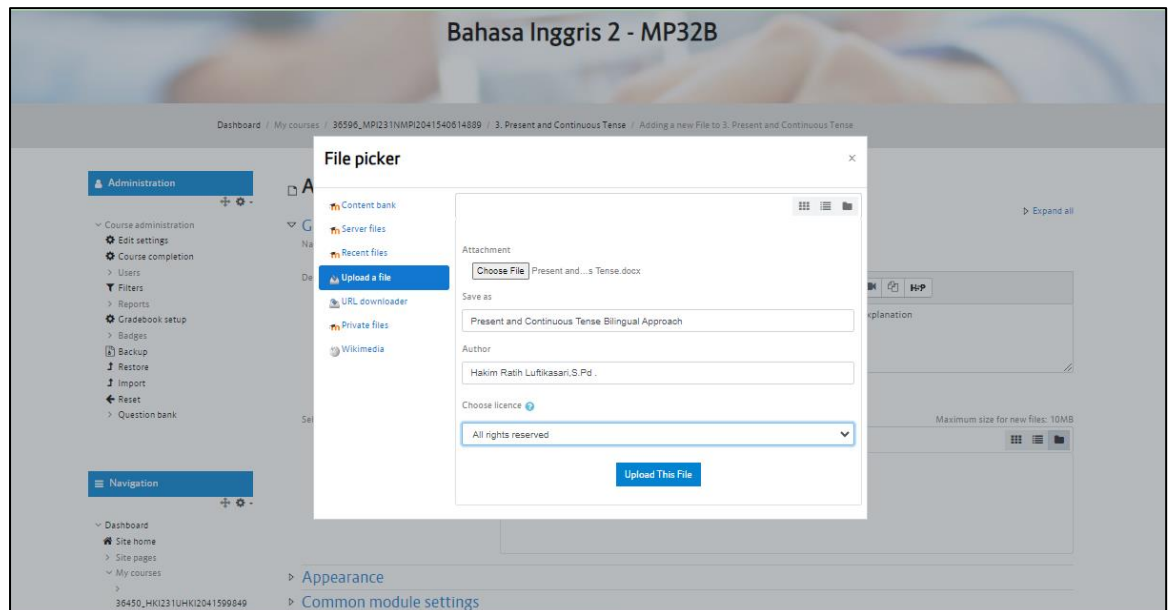 Bahasa Inggris 2 - MP32B
Dashboard / My courses / 36596_MPI231NMPI2041540614889 / 3. Present and Continuous Tense / Adding a new File to 3. Present and Continuous Tense
File picker
×
Administration
A
Content bank
Expand all
Course administration
G
Server files
Edit settings
Na
Recent files
Attachment
Course completion
De
Upload a file
Choose File Present and...s Tense.docx
Users
H5P
Filters
URL downloader
Save as
Reports
Private files
Present and Continuous Tense Bilingual Approach
xplanation
Gradebook setup
Badges
Wikimedia
Author
Backup
Hakim Ratih Luftikasari,S.Pd .
Restore
Import
Choose licence
Reset
Question bank
Sel
All rights reserved
Maximum size for new files: 10MB
Upload This File
Navigation
Dashboard
Site home
Site pages
My courses
Appearance
36450_HKI231UHKI2041599849
Common module settings